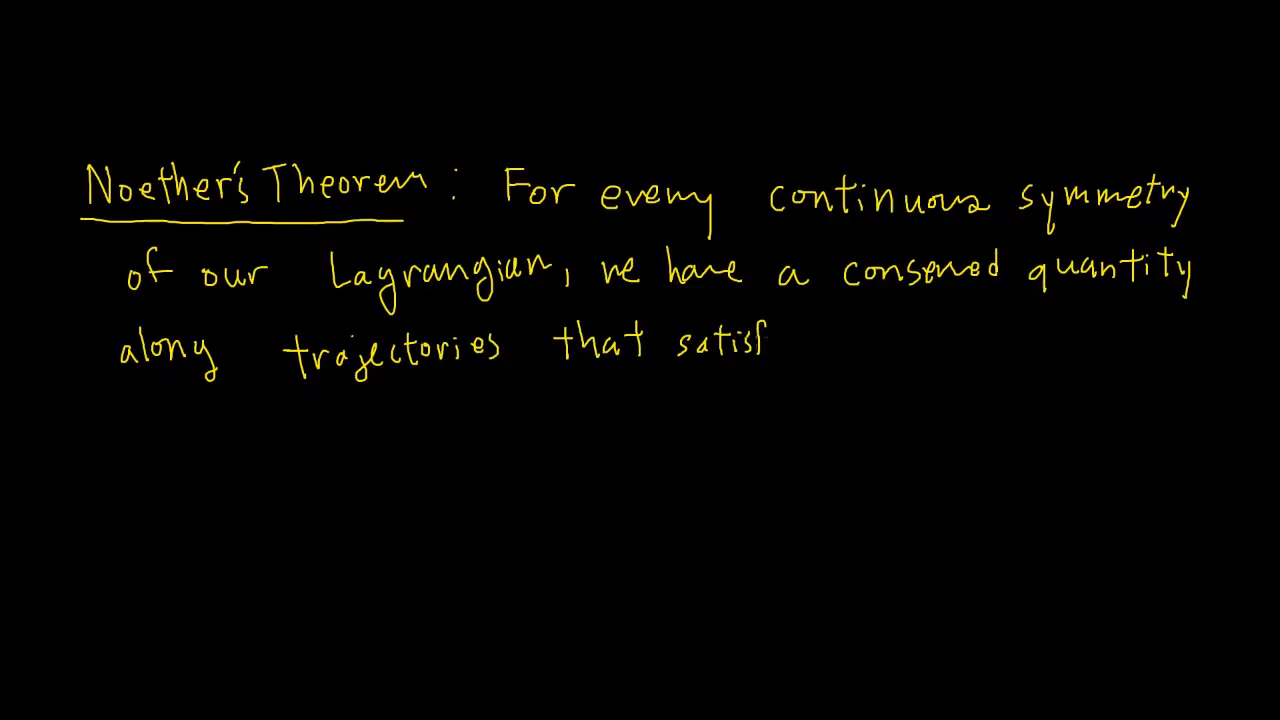 Noether's Theorem: For every continuous symmetry
of our Lagrangian, we have a conserved quantity
along trajectories that satisf